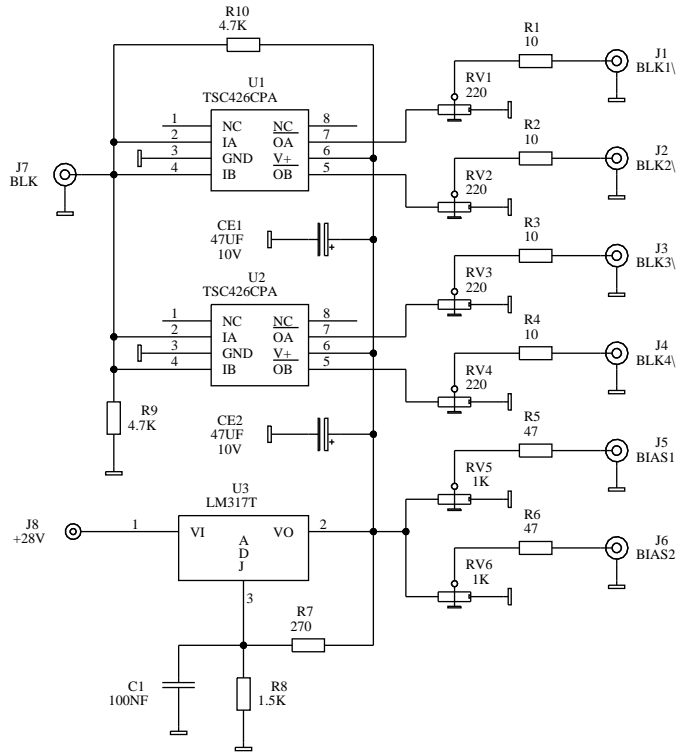 R10
4.7K
R1
10
J1
BLK1\
U1
TSC426CPA
RV1
220
1 NC NC 8
2 IA OA 7
3 GND V+ 6
4 IB OB 5
R2
10
J2
BLK2\
J7
BLK
RV2
220
CE1
47UF
10V
+
R3
10
J3
BLK3\
U2
TSC426CPA
RV3
220
1 NC NC 8
2 IA OA 7
3 GND V+ 6
4 IB OB 5
R4
10
J4
BLK4\
RV4
220
R9
4.7K
CE2
47UF
10V
+
R5
47
J5
BIAS1
U3
LM317T
RV5
1K
J8
+28V
1 VI VO 2
A
D
J
3
R6
47
J6
BIAS2
RV6
1K
R7
270
C1
100NF
R8
1.5K